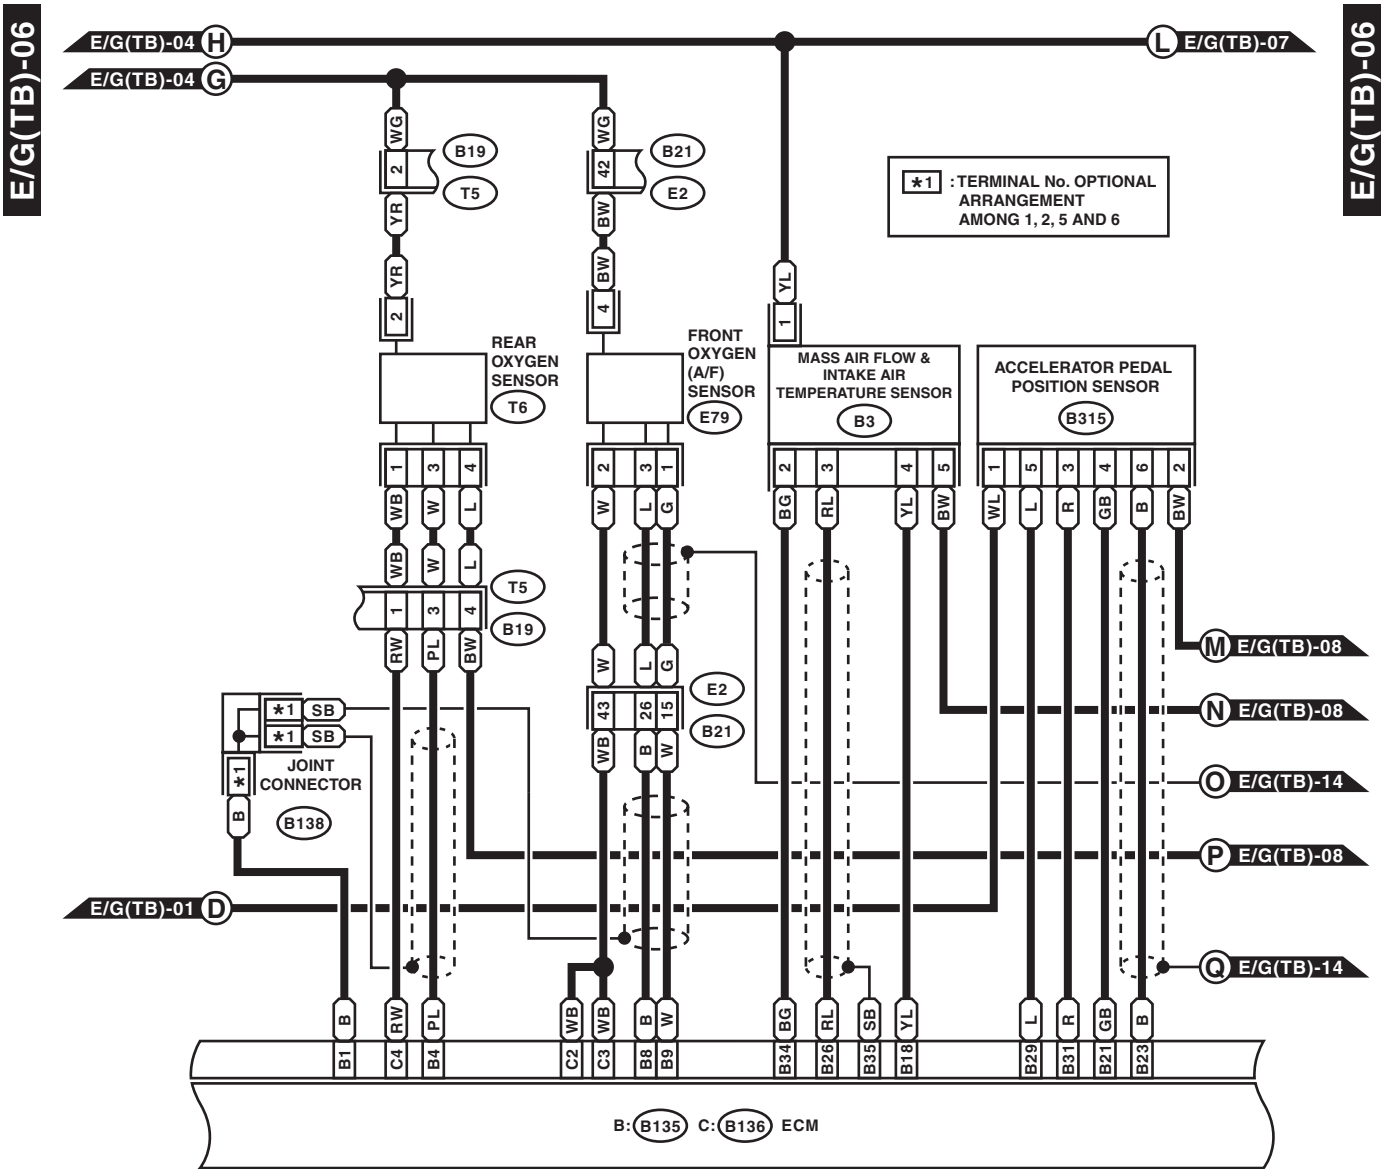 E/G(TB)-06
E/G(TB)-06
E/G(TB)-04 H
L E/G(TB)-07
E/G(TB)-04 G
WG
WG
2
B19
T5
42
B21
E2
*1 : TERMINAL No. OPTIONAL
ARRANGEMENT
AMONG 1, 2, 5 AND 6
YR
BW
YR
BW
YL
2
4
1
REAR
OXYGEN
SENSOR
T6
FRONT
OXYGEN
(A/F)
SENSOR
E79
MASS AIR FLOW &
INTAKE AIR
TEMPERATURE SENSOR
B3
ACCELERATOR PEDAL
POSITION SENSOR
B315
1 3 4
2 3 1
2 3 4 5
1 5 3 4 6 2
WB W L
W L G
BG RL YL BW
WL L R GB B BW
WB W L
T5
1 3 4
B19
RW PL BW
W L G
E2
43 26 15
B21
WB B W
M E/G(TB)-08
N E/G(TB)-08
*1 SB
*1 SB
*1
B
JOINT
CONNECTOR
B138
O E/G(TB)-14
P E/G(TB)-08
E/G(TB)-01 D
Q E/G(TB)-14
B RW PL WB WB B W BG RL SB YL L R GB B
B1 C4 B4 C2 C3 B8 B9 B34 B26 B35 B18 B29 B31 B21 B23
B: B135 C: B136 ECM